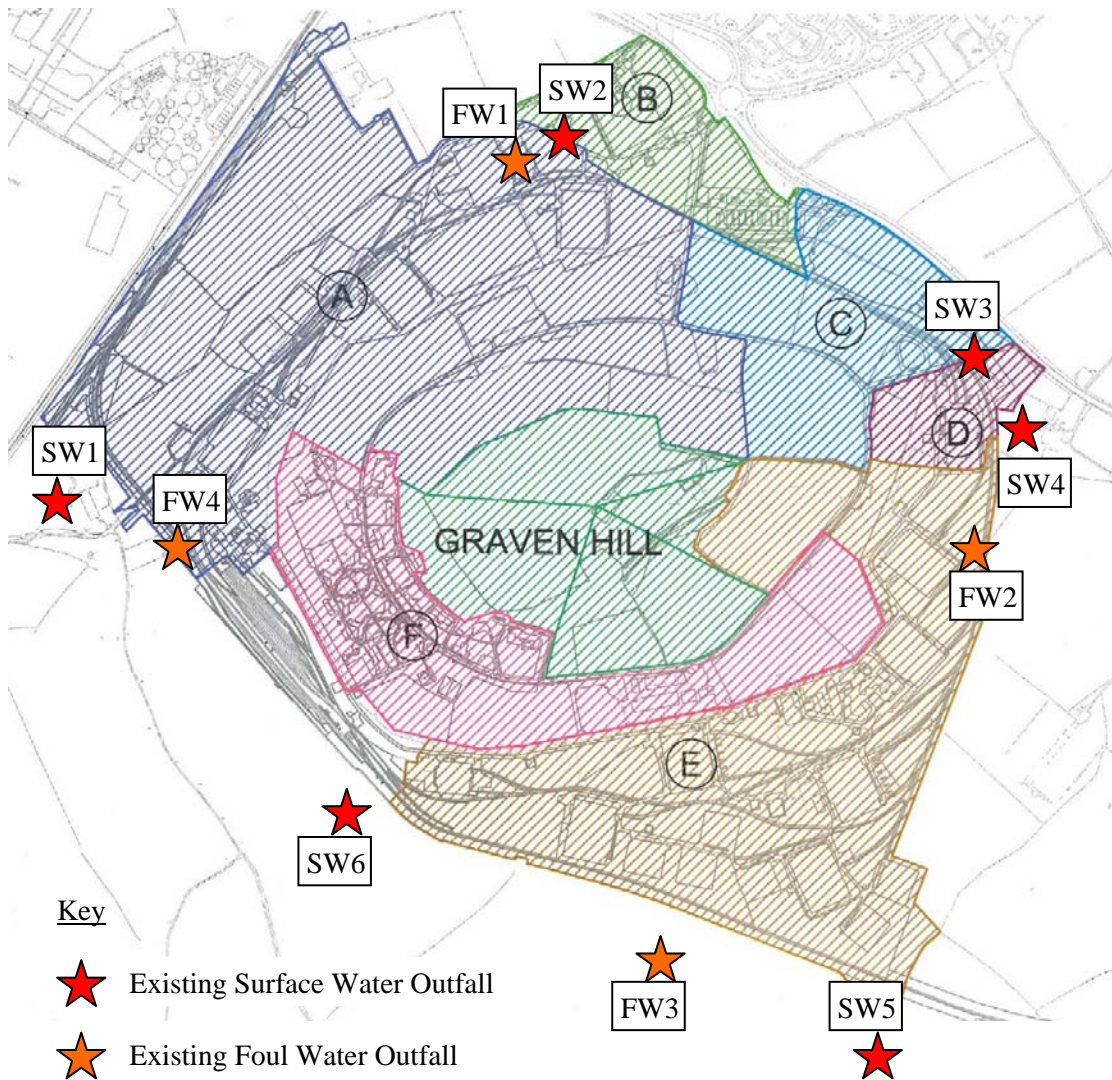 SW2
B
FW1
A
SW3
C
SW1
D
FW4
SW4
GRAVEN HILL
FW2
F
E
SW6
Key
Existing Surface Water Outfall
FW3
SW5
Existing Foul Water Outfall